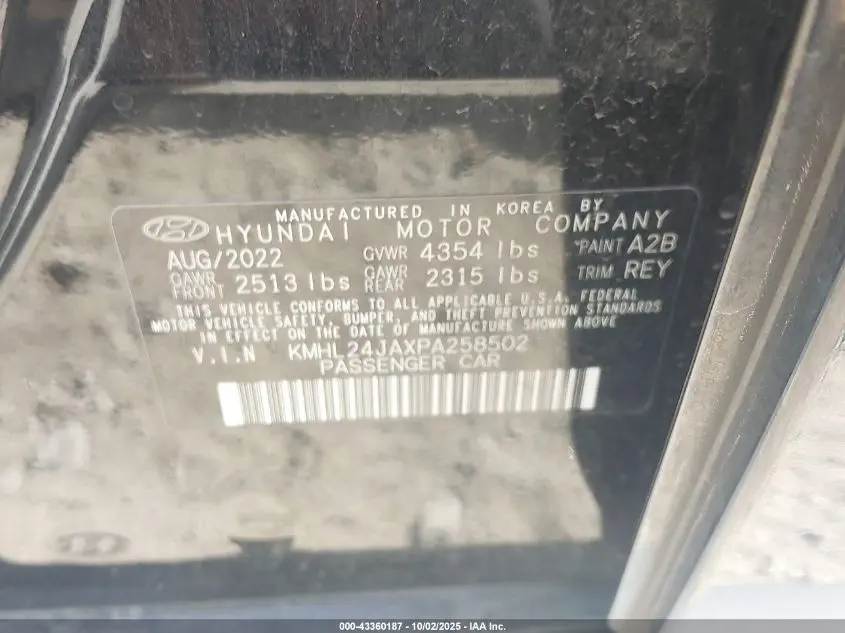 MANUFACTURED IN KOREA BY
HYUNDAI MOTOR COMPANY
AUG/2022 GVWR 4354 lbs PAINT A2B
GAWR FRONT 2513 lbs GAWR REAR 2315 lbs TRIM REY
THIS VEHICLE CONFORMS TO ALL APPLICABLE U.S.A. FEDERAL
MOTOR VEHICLE SAFETY, BUMPER, AND THEFT PREVENTION STANDARDS
IN EFFECT ON THE DATE OF MANUFACTURE SHOWN ABOVE
V.I.N KMHL24JAXPA258502
PASSENGER CAR
000-43360187 - 10/02/2025 - IAA Inc.